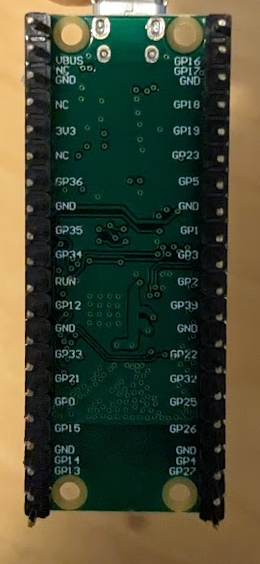 VBUS GP16
NC GP17
GND GND
NC GP18
3V3 GP19
NC GP23
GP36 GP5
GND GND
GP35 GP1
GP34 GP3
RUN GP2
GP12 GP39
GND GND
GP33 GP22
GP21 GP32
GP0 GP25
GP15 GP26
GND GND
GP14 GP4
GP13 GP27